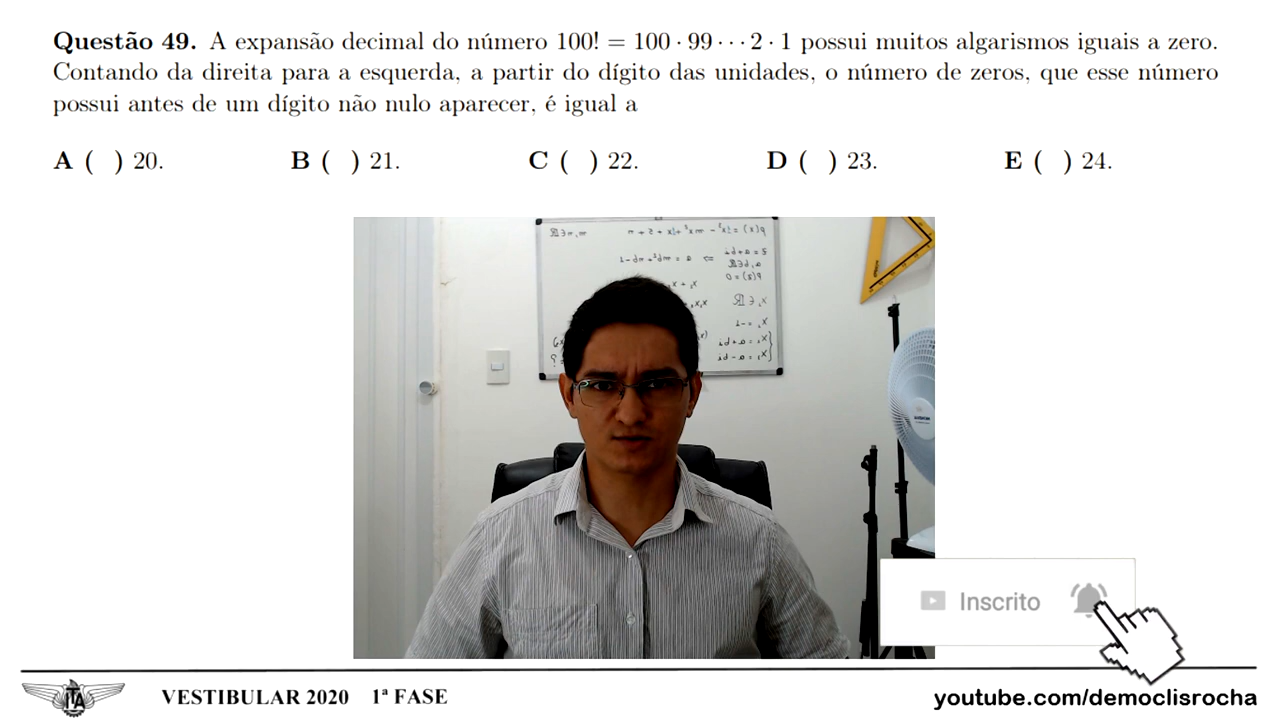 Questão 49. A expansão decimal do número 100! = 100 · 99 · · · 2 · 1 possui muitos algarismos iguais a zero.
Contando da direita para a esquerda, a partir do dígito das unidades, o número de zeros, que esse número
possui antes de um dígito não nulo aparecer, é igual a
A ( ) 20. B ( ) 21. C ( ) 22. D ( ) 23. E ( ) 24.
Inscrito
ITA VESTIBULAR 2020 1ª FASE youtube.com/democlisrocha